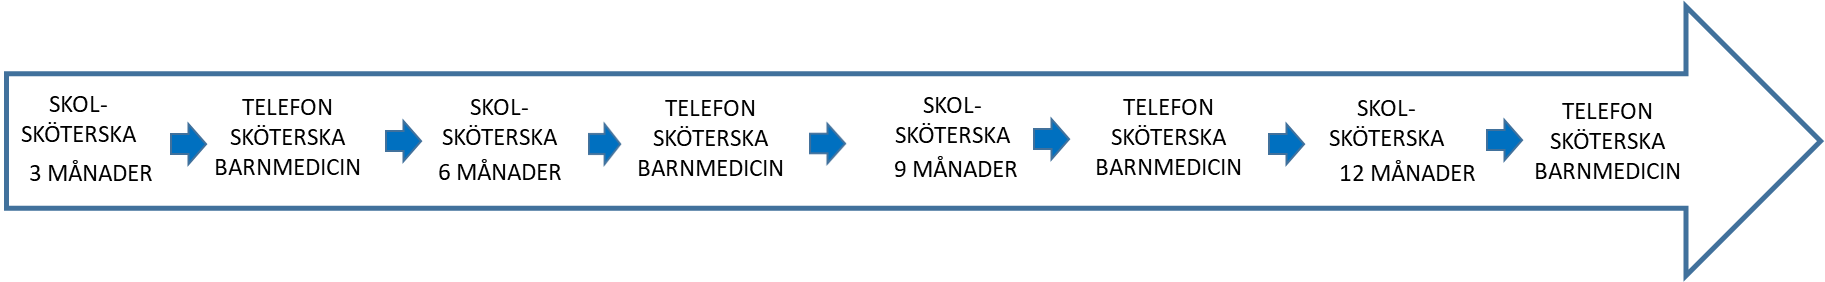 SKOL-
SKÖTERSKA
3 MÅNADER
TELEFON
SKÖTERSKA
BARNMEDICIN
SKOL-
SKÖTERSKA
6 MÅNADER
TELEFON
SKÖTERSKA
BARNMEDICIN
SKOL-
SKÖTERSKA
9 MÅNADER
TELEFON
SKÖTERSKA
BARNMEDICIN
SKOL-
SKÖTERSKA
12 MÅNADER
TELEFON
SKÖTERSKA
BARNMEDICIN